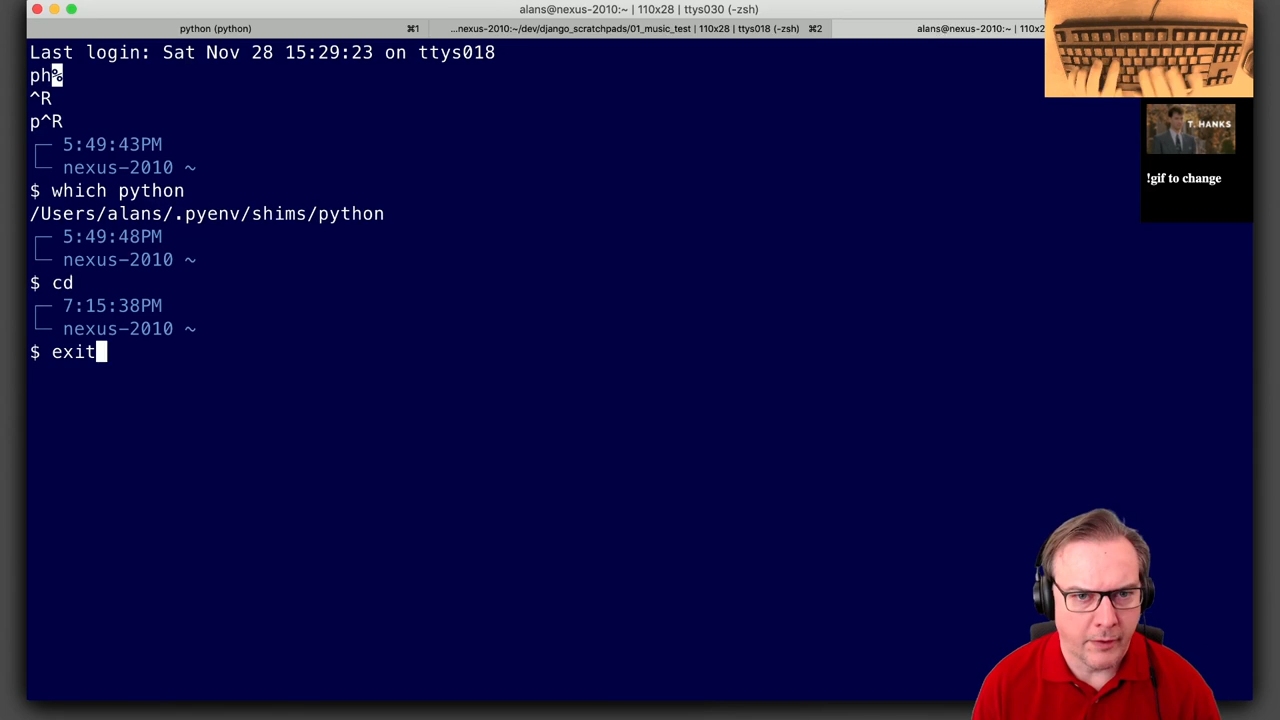 alans@nexus-2010:~ | 110x28 | ttys030 (-zsh)
python (python) ⌘1 ...nexus-2010:~/dev/django_scratchpads/01_music_test | 110x28 | ttys018 (-zsh) ⌘2 alans@nexus-2010:~ | 110x2
Last login: Sat Nov 28 15:29:23 on ttys018
ph%
^R
p^R
5:49:43PM
nexus-2010 ~
$ which python
/Users/alans/.pyenv/shims/python
5:49:48PM
nexus-2010 ~
$ cd
7:15:38PM
nexus-2010 ~
$ exit
T. HANKS
!gif to change